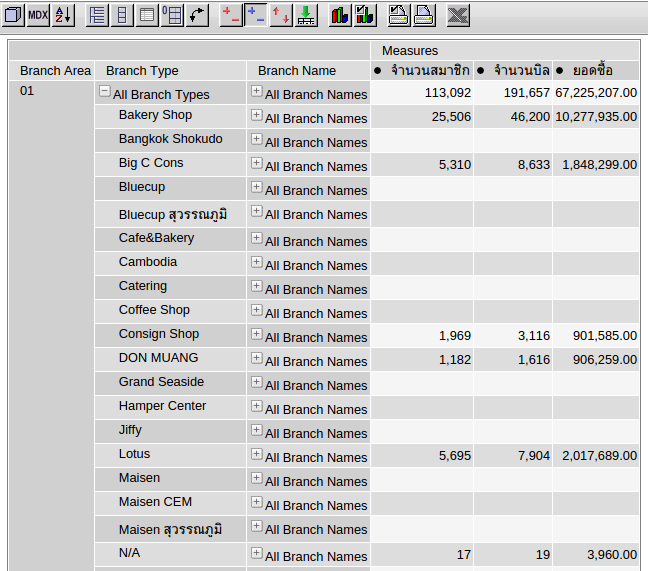 MDX A Z 0
Measures
Branch Area Branch Type Branch Name จำนวนสมาชิก จำนวนบิล ยอดซื้อ
01 All Branch Types All Branch Names 113,092 191,657 67,225,207.00
Bakery Shop All Branch Names 25,506 46,200 10,277,935.00
Bangkok Shokudo All Branch Names
Big C Cons All Branch Names 5,310 8,633 1,848,299.00
Bluecup All Branch Names
Bluecup สุวรรณภูมิ All Branch Names
Cafe&Bakery All Branch Names
Cambodia All Branch Names
Catering All Branch Names
Coffee Shop All Branch Names
Consign Shop All Branch Names 1,969 3,116 901,585.00
DON MUANG All Branch Names 1,182 1,616 906,259.00
Grand Seaside All Branch Names
Hamper Center All Branch Names
Jiffy All Branch Names
Lotus All Branch Names 5,695 7,904 2,017,689.00
Maisen All Branch Names
Maisen CEM All Branch Names
Maisen สุวรรณภูมิ All Branch Names
N/A All Branch Names 17 19 3,960.00